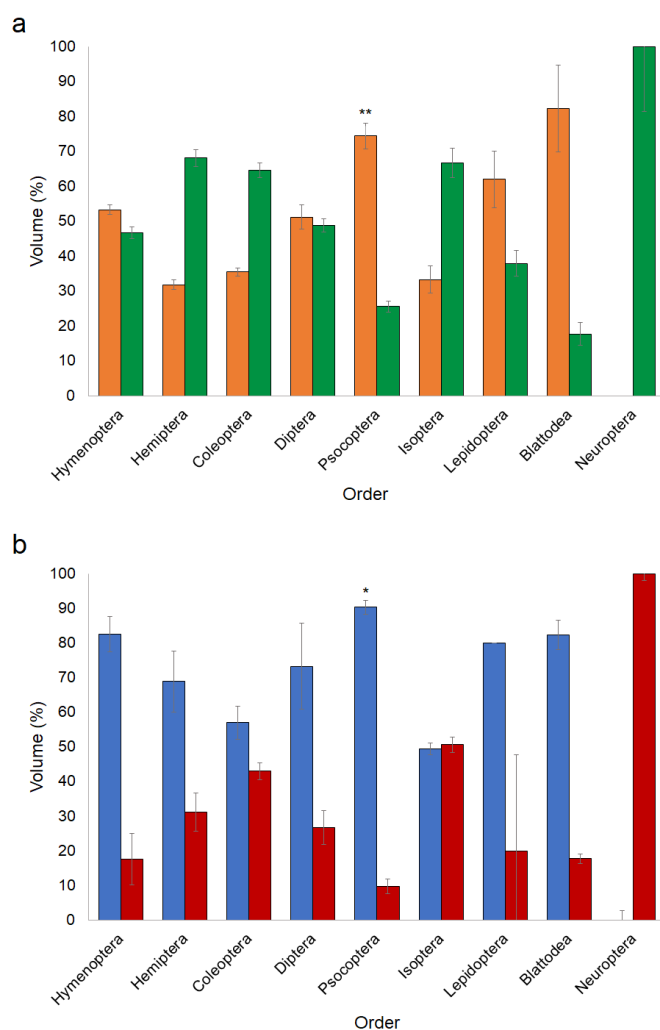 a
Volume (%)
100
90
80
70
60
50
40
30
20
10
0
**
Hymenoptera
Hemiptera
Coleoptera
Diptera
Psocoptera
Isoptera
Lepidoptera
Blattodea
Neuroptera
Order
b
Volume (%)
100
90
80
70
60
50
40
30
20
10
0
*
Hymenoptera
Hemiptera
Coleoptera
Diptera
Psocoptera
Isoptera
Lepidoptera
Blattodea
Neuroptera
Order